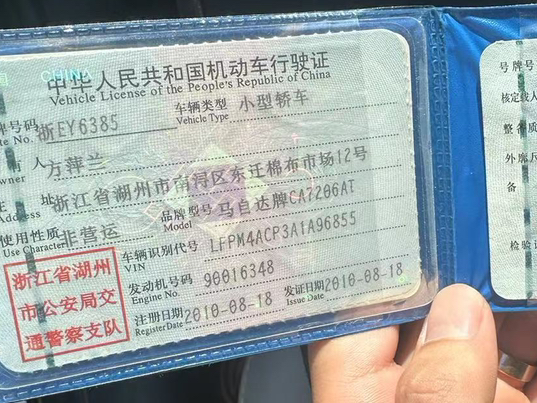 CHINA
中华人民共和国机动车行驶证
Vehicle License of the People's Republic of China
号牌号码 浙EY6385 车辆类型 小型轿车
Plate No. Vehicle Type
所有人 方萍兰
Owner
住址 浙江省湖州市南浔区东迁棉布市场12号
Address
使用性质 非营运 品牌型号 马自达牌CA7206AT
Use Character Model
车辆识别代号 LFPM4ACP3A1A96855
VIN
发动机号码 90016348
Engine No.
注册日期 2010-08-18 发证日期 2010-08-18
Register Date Issue Date
浙江省湖州
市公安局交
通警察支队
号牌号
核定载人
整备质
外廓尺
备
检验